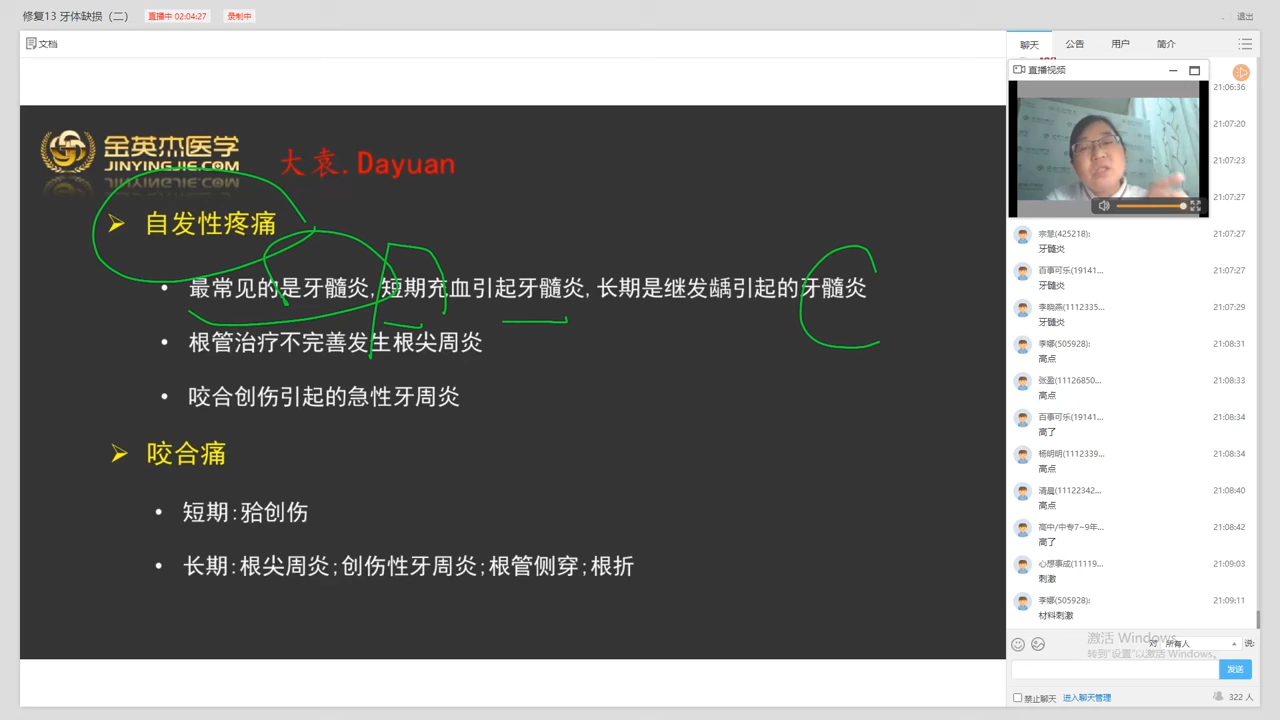 修复13 牙体缺损（二）
直播中 02:04:27
录制中
退出
文档
聊天
公告
用户
简介
直播视频
金英杰医学
JINYINGJIE.COM
大袁.Dayuan
自发性疼痛
最常见的是牙髓炎,短期充血引起牙髓炎,长期是继发龋引起的牙髓炎
根管治疗不完善发生根尖周炎
咬合创伤引起的急性牙周炎
咬合痛
短期:𬌗创伤
长期:根尖周炎;创伤性牙周炎;根管侧穿;根折
21:06:36
21:07:20
21:07:23
21:07:27
宗慧(425218): 21:07:27
牙髓炎
百事可乐(19141... 21:07:27
牙髓炎
李晓燕(1112335... 21:07:29
牙髓炎
李娜(505928): 21:08:31
高点
张盈(11126850... 21:08:33
高点
百事可乐(19141... 21:08:34
高了
杨明明(1112339... 21:08:34
高点
清晨(11122342... 21:08:40
高点
高中/中专7~9年... 21:08:42
高了
心想事成(11119... 21:09:03
刺激
李娜(505928): 21:09:11
材料刺激
激活 Windows
转到"设置"以激活 Windows。
对 所有人 说:
发送
禁止聊天
进入聊天管理
322 人